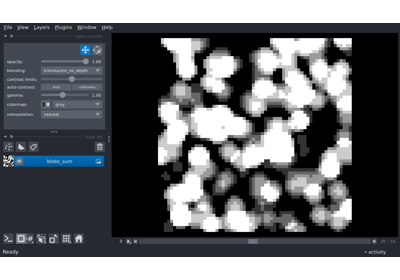 File View Layers Plugins Window Help
opacity: 1.00
blending: translucent_no_depth
contrast limits:
auto-contrast: once continuous
gamma: 1.00
colormap: gray
interpolation: nearest
blobs_sum
Ready
activity